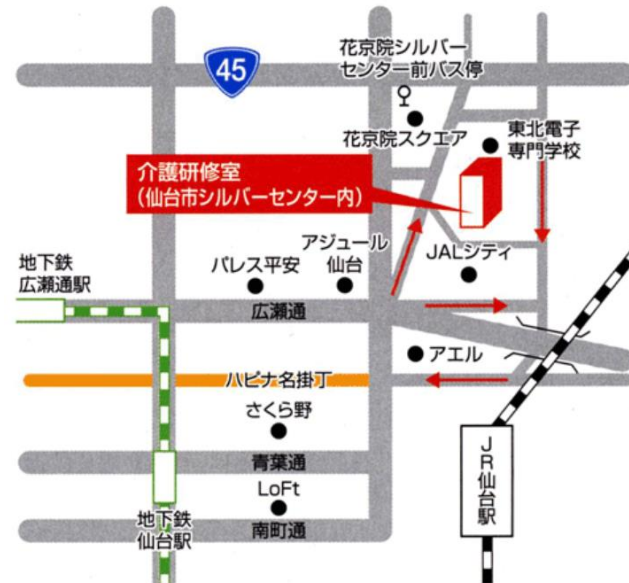 45
花京院シルバー
センター前バス停
花京院スクエア
東北電子
専門学校
介護研修室
(仙台市シルバーセンター内)
アジュール
仙台
JALシティ
パレス平安
地下鉄
広瀬通駅
広瀬通
アエル
ハピナ名掛丁
さくら野
青葉通
JR仙台駅
LoFt
南町通
地下鉄
仙台駅